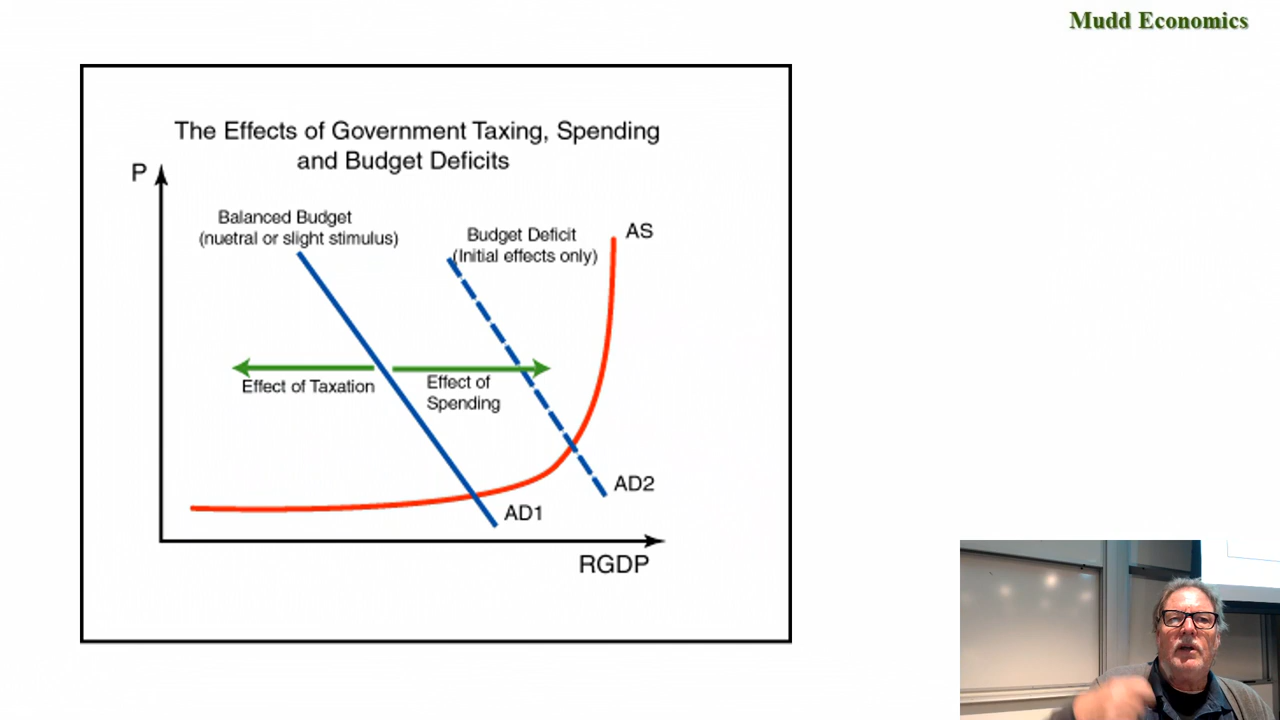 Mudd Economics
The Effects of Government Taxing, Spending
and Budget Deficits
P
Balanced Budget
(nuetral or slight stimulus)
Budget Deficit
(Initial effects only)
AS
Effect of Taxation
Effect of
Spending
AD2
AD1
RGDP